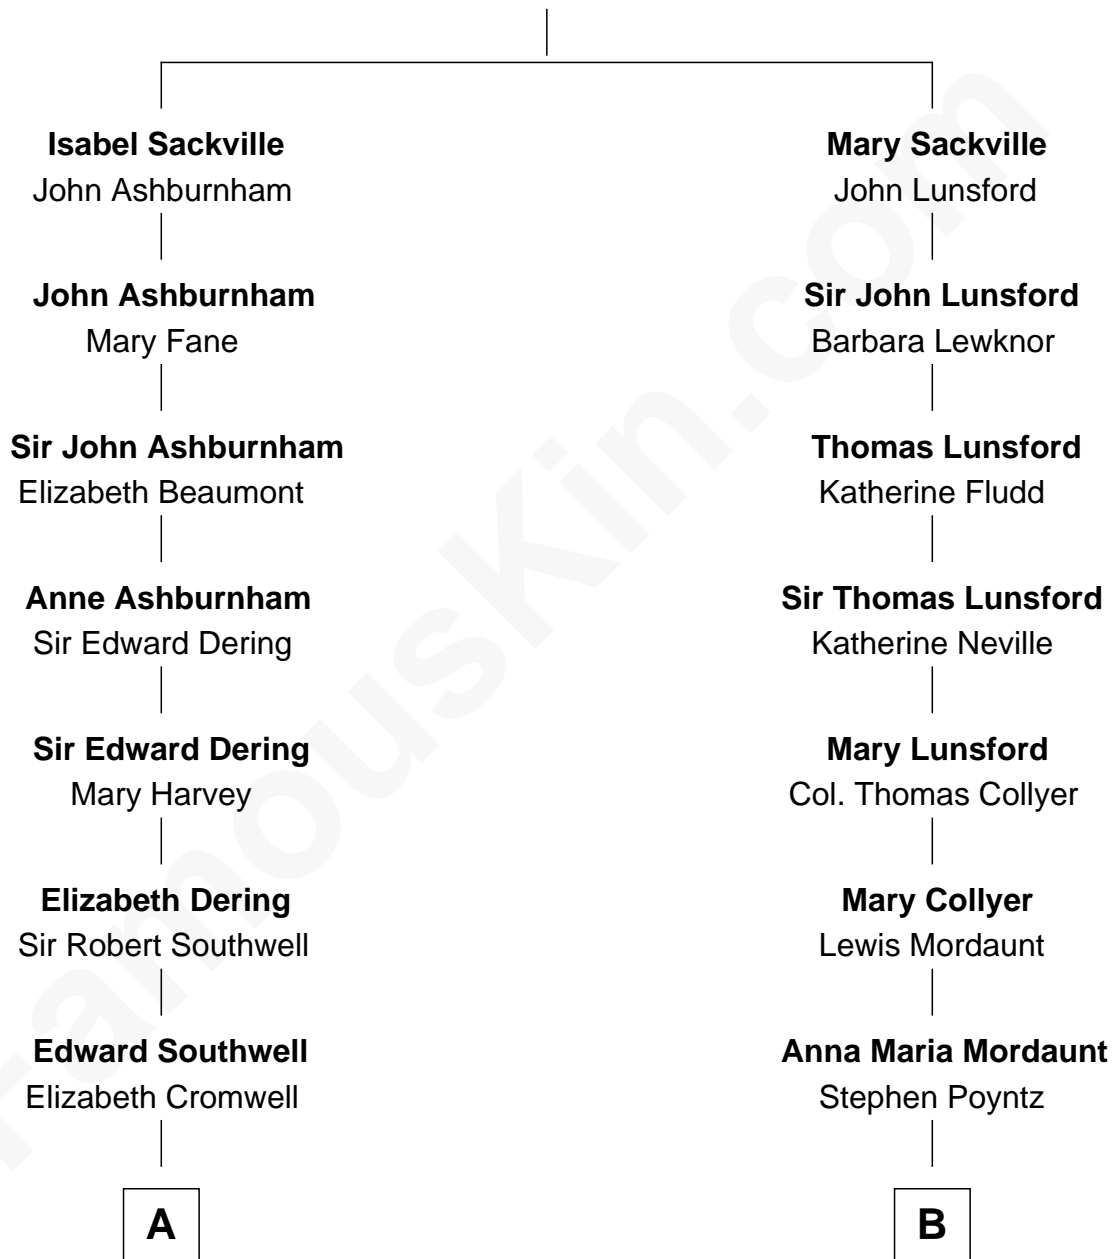 Isabel Sackville
John Ashburnham
John Ashburnham
Mary Fane
Sir John Ashburnham
Elizabeth Beaumont
Anne Ashburnham
Sir Edward Dering
Sir Edward Dering
Mary Harvey
Elizabeth Dering
Sir Robert Southwell
Edward Southwell
Elizabeth Cromwell
A
Mary Sackville
John Lunsford
Sir John Lunsford
Barbara Lewknor
Thomas Lunsford
Katherine Fludd
Sir Thomas Lunsford
Katherine Neville
Mary Lunsford
Col. Thomas Collyer
Mary Collyer
Lewis Mordaunt
Anna Maria Mordaunt
Stephen Poyntz
B
FamousKin.com